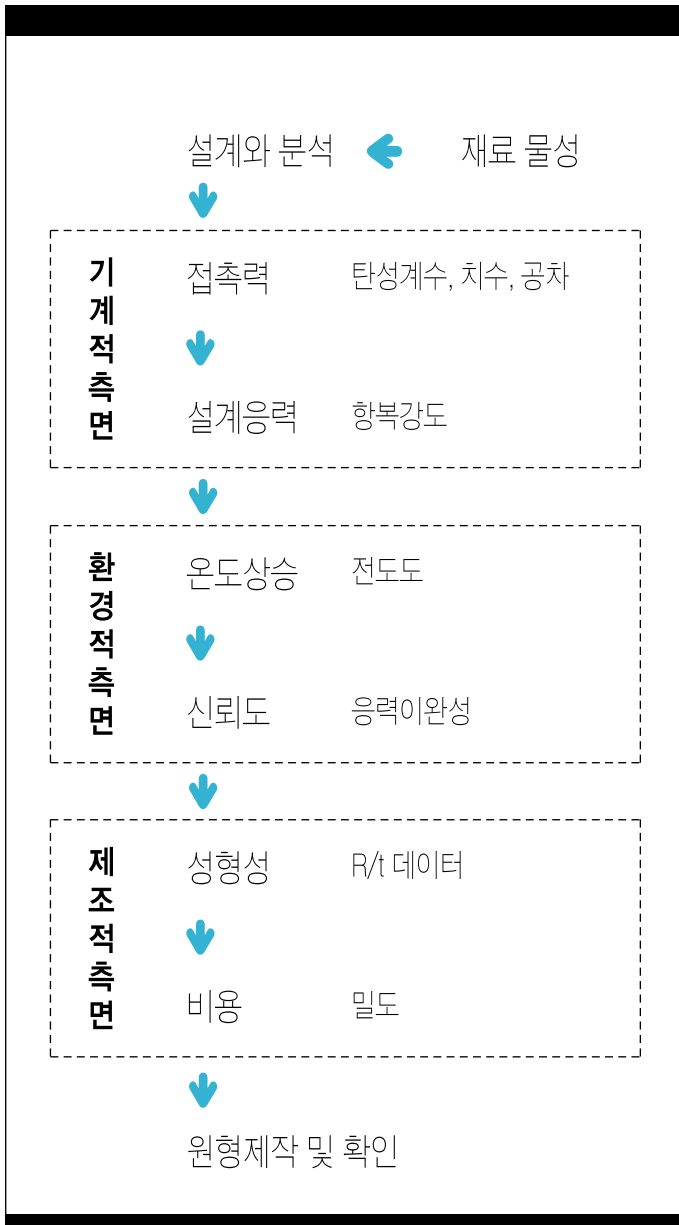 설계와 분석 재료 물성
기계적측면
접촉력 탄성계수, 치수, 공차
설계응력 항복강도
환경적측면
온도상승 전도도
신뢰도 응력이완성
제조적측면
성형성 R/t 데이터
비용 밀도
원형제작 및 확인